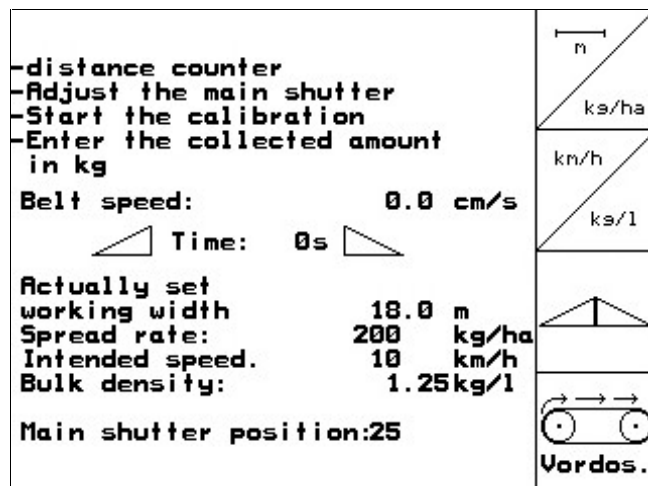 -distance counter
-Adjust the main shutter
-Start the calibration
-Enter the collected amount
in kg
Belt speed: 0.0 cm/s
Time: 0s
Actually set
working width 18.0 m
Spread rate: 200 kg/ha
Intended speed. 10 km/h
Bulk density: 1.25kg/l
Main shutter position:25
m
kg/ha
km/h
kg/l
Vordos.